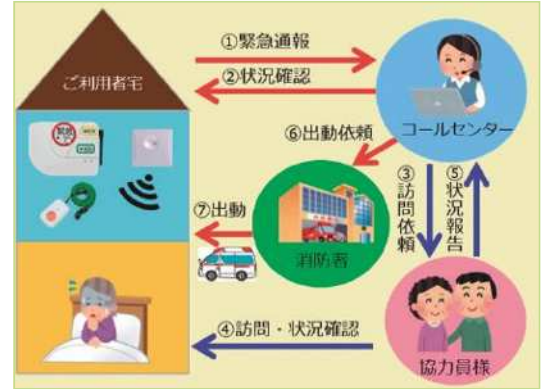 ①緊急通報
②状況確認
ご利用者宅
コールセンター
⑥出動依頼
③訪問依頼
⑤状況報告
⑦出動
消防署
④訪問・状況確認
協力員様